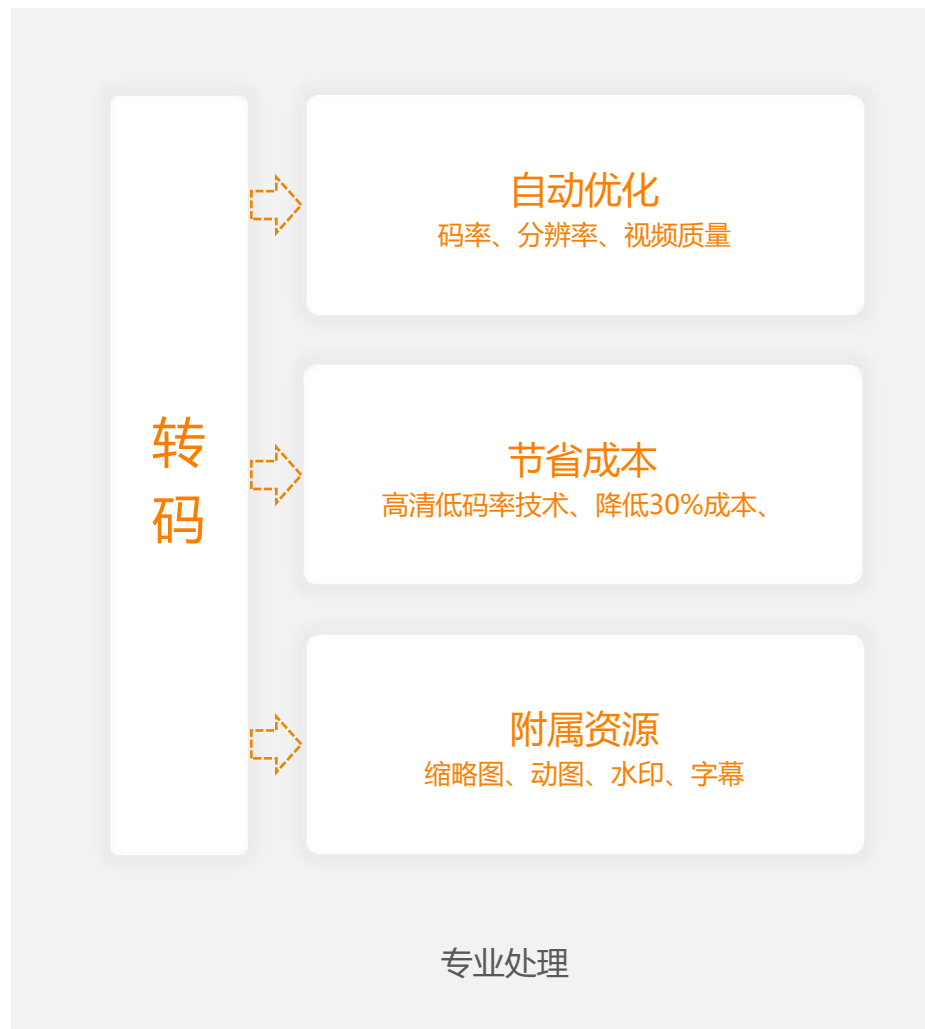 转
码
自动优化
码率、分辨率、视频质量
节省成本
高清低码率技术、降低30%成本、
附属资源
缩略图、动图、水印、字幕
专业处理